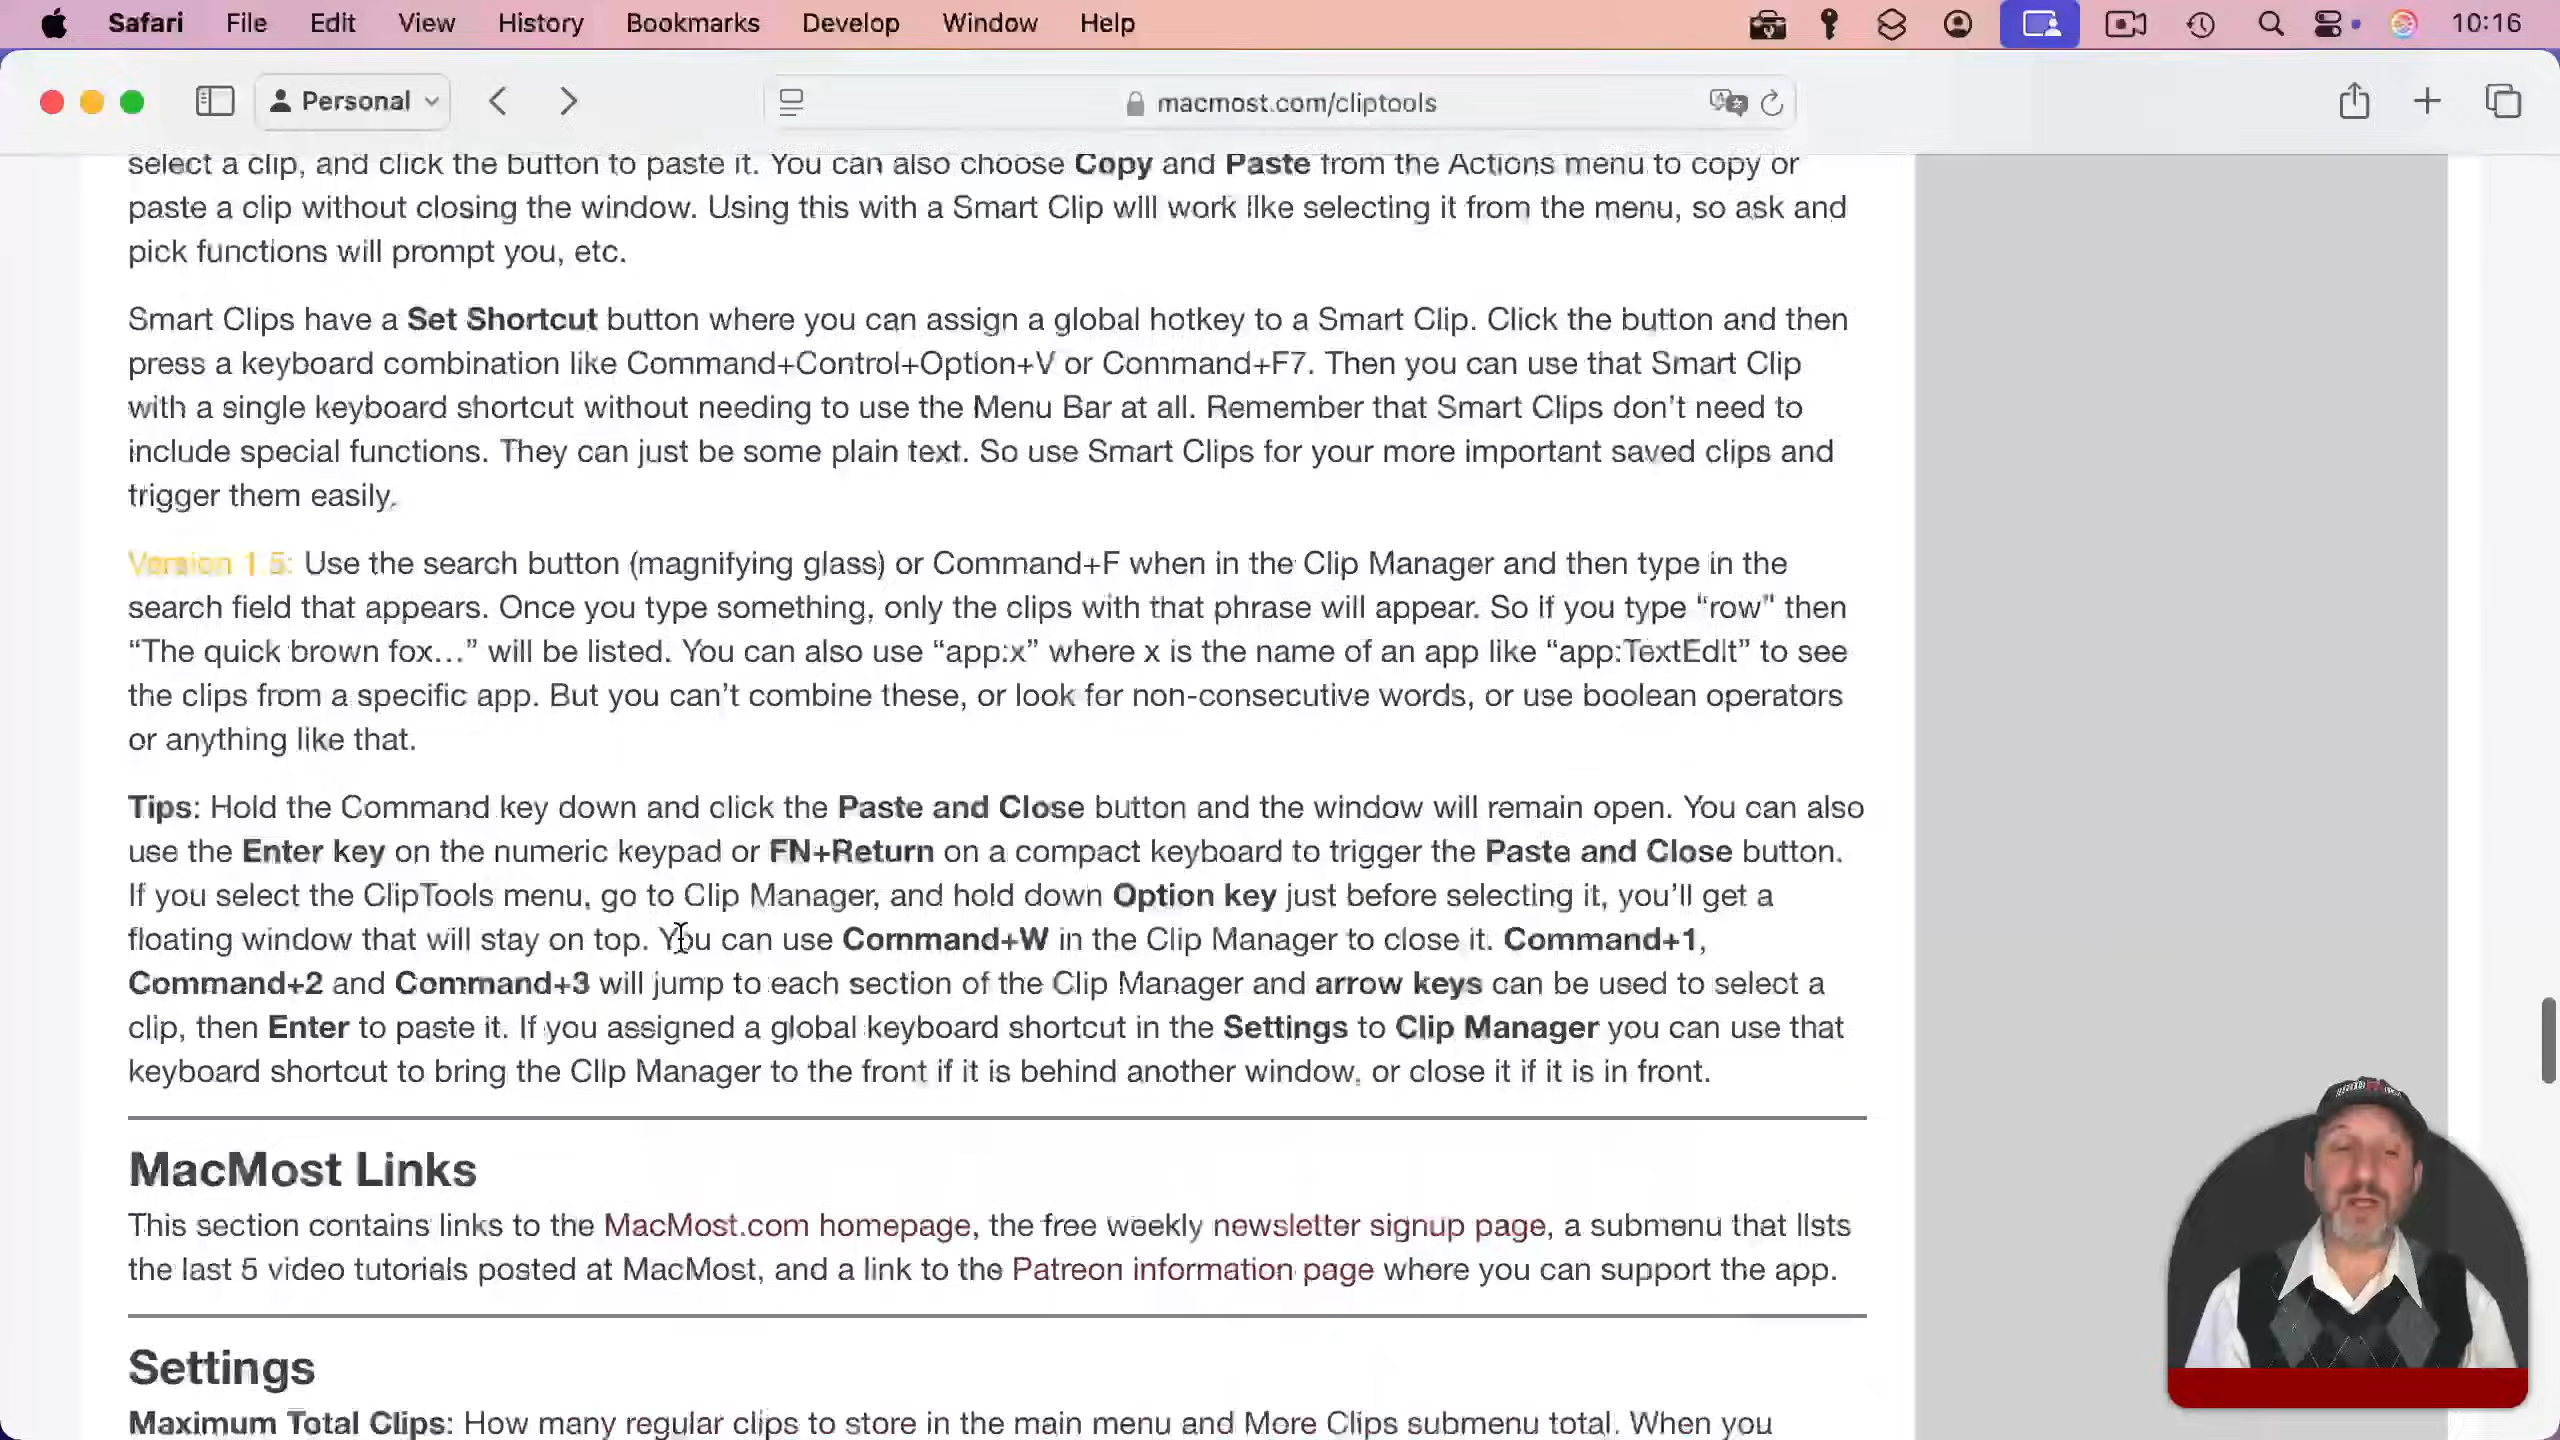 Safari File Edit View History Bookmarks Develop Window Help 10:16
Personal macmost.com/cliptools
select a clip, and click the button to paste it. You can also choose Copy and Paste from the Actions menu to copy or
paste a clip without closing the window. Using this with a Smart Clip will work like selecting it from the menu, so ask and
pick functions will prompt you, etc.
Smart Clips have a Set Shortcut button where you can assign a global hotkey to a Smart Clip. Click the button and then
press a keyboard combination like Command+Control+Option+V or Command+F7. Then you can use that Smart Clip
with a single keyboard shortcut without needing to use the Menu Bar at all. Remember that Smart Clips don’t need to
include special functions. They can just be some plain text. So use Smart Clips for your more important saved clips and
trigger them easily.
Version 1.5: Use the search button (magnifying glass) or Command+F when in the Clip Manager and then type in the
search field that appears. Once you type something, only the clips with that phrase will appear. So if you type “row” then
“The quick brown fox…” will be listed. You can also use “app:x” where x is the name of an app like “app:TextEdit” to see
the clips from a specific app. But you can’t combine these, or look for non-consecutive words, or use boolean operators
or anything like that.
Tips: Hold the Command key down and click the Paste and Close button and the window will remain open. You can also
use the Enter key on the numeric keypad or FN+Return on a compact keyboard to trigger the Paste and Close button.
If you select the ClipTools menu, go to Clip Manager, and hold down Option key just before selecting it, you’ll get a
floating window that will stay on top. You can use Command+W in the Clip Manager to close it. Command+1,
Command+2 and Command+3 will jump to each section of the Clip Manager and arrow keys can be used to select a
clip, then Enter to paste it. If you assigned a global keyboard shortcut in the Settings to Clip Manager you can use that
keyboard shortcut to bring the Clip Manager to the front if it is behind another window, or close it if it is in front.
MacMost Links
This section contains links to the MacMost.com homepage, the free weekly newsletter signup page, a submenu that lists
the last 5 video tutorials posted at MacMost, and a link to the Patreon information page where you can support the app.
Settings
Maximum Total Clips: How many regular clips to store in the main menu and More Clips submenu total. When you